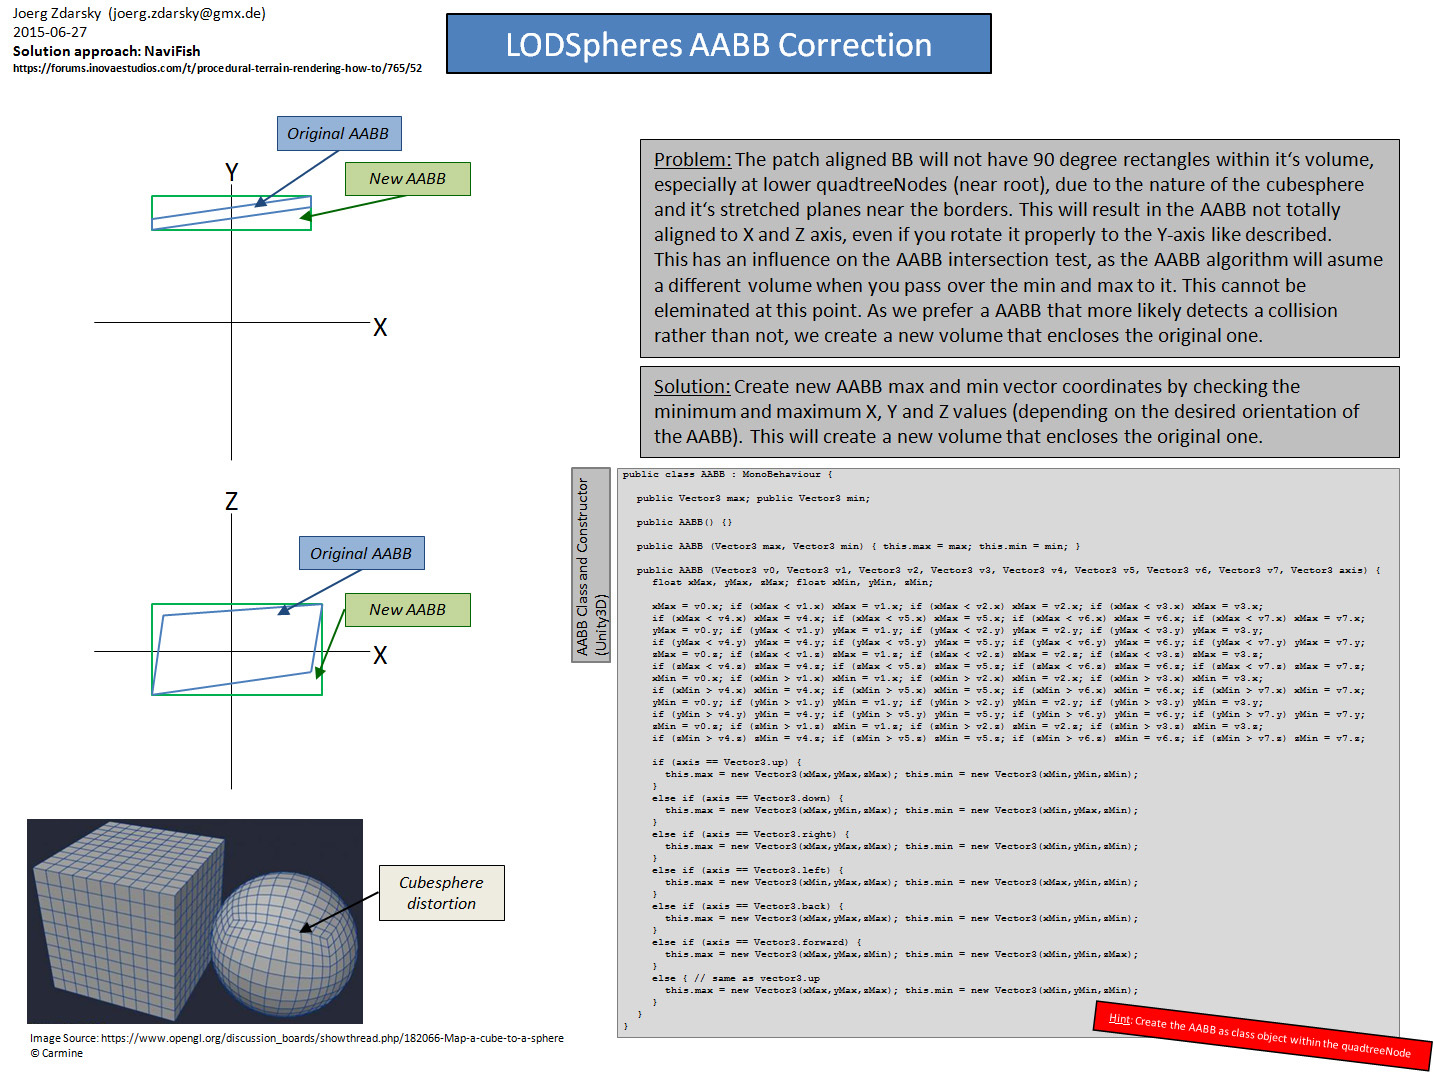 Joerg Zdarsky (joerg.zdarsky@gmx.de)
2015-06-27
Solution approach: NaviFish
https://forums.inovaestudios.com/t/procedural-terrain-rendering-how-to/765/52
LODSpheres AABB Correction
Original AABB
New AABB
Y
X
Problem: The patch aligned BB will not have 90 degree rectangles within it's volume,
especially at lower quadtreeNodes (near root), due to the nature of the cubesphere
and it's stretched planes near the borders. This will result in the AABB not totally
aligned to X and Z axis, even if you rotate it properly to the Y-axis like described.
This has an influence on the AABB intersection test, as the AABB algorithm will asume
a different volume when you pass over the min and max to it. This cannot be
eleminated at this point. As we prefer a AABB that more likely detects a collision
rather than not, we create a new volume that encloses the original one.
Solution: Create new AABB max and min vector coordinates by checking the
minimum and maximum X, Y and Z values (depending on the desired orientation of
the AABB). This will create a new volume that encloses the original one.
Z
Original AABB
New AABB
X
Cubesphere
distortion
Image Source: https://www.opengl.org/discussion_boards/showthread.php/182066-Map-a-cube-to-a-sphere
© Carmine
AABB Class and Constructor
(Unity3D)
public class AABB : MonoBehaviour {
public Vector3 max; public Vector3 min;
public AABB() {}
public AABB (Vector3 max, Vector3 min) { this.max = max; this.min = min; }
public AABB (Vector3 v0, Vector3 v1, Vector3 v2, Vector3 v3, Vector3 v4, Vector3 v5, Vector3 v6, Vector3 v7, Vector3 axis) {
float xMax, yMax, zMax; float xMin, yMin, zMin;
xMax = v0.x; if (xMax < v1.x) xMax = v1.x; if (xMax < v2.x) xMax = v2.x; if (xMax < v3.x) xMax = v3.x;
if (xMax < v4.x) xMax = v4.x; if (xMax < v5.x) xMax = v5.x; if (xMax < v6.x) xMax = v6.x; if (xMax < v7.x) xMax = v7.x;
yMax = v0.y; if (yMax < v1.y) yMax = v1.y; if (yMax < v2.y) yMax = v2.y; if (yMax < v3.y) yMax = v3.y;
if (yMax < v4.y) yMax = v4.y; if (yMax < v5.y) yMax = v5.y; if (yMax < v6.y) yMax = v6.y; if (yMax < v7.y) yMax = v7.y;
zMax = v0.z; if (zMax < v1.z) zMax = v1.z; if (zMax < v2.z) zMax = v2.z; if (zMax < v3.z) zMax = v3.z;
if (zMax < v4.z) zMax = v4.z; if (zMax < v5.z) zMax = v5.z; if (zMax < v6.z) zMax = v6.z; if (zMax < v7.z) zMax = v7.z;
xMin = v0.x; if (xMin > v1.x) xMin = v1.x; if (xMin > v2.x) xMin = v2.x; if (xMin > v3.x) xMin = v3.x;
if (xMin > v4.x) xMin = v4.x; if (xMin > v5.x) xMin = v5.x; if (xMin > v6.x) xMin = v6.x; if (xMin > v7.x) xMin = v7.x;
yMin = v0.y; if (yMin > v1.y) yMin = v1.y; if (yMin > v2.y) yMin = v2.y; if (yMin > v3.y) yMin = v3.y;
if (yMin > v4.y) yMin = v4.y; if (yMin > v5.y) yMin = v5.y; if (yMin > v6.y) yMin = v6.y; if (yMin > v7.y) yMin = v7.y;
zMin = v0.z; if (zMin > v1.z) zMin = v1.z; if (zMin > v2.z) zMin = v2.z; if (zMin > v3.z) zMin = v3.z;
if (zMin > v4.z) zMin = v4.z; if (zMin > v5.z) zMin = v5.z; if (zMin > v6.z) zMin = v6.z; if (zMin > v7.z) zMin = v7.z;
if (axis == Vector3.up) {
this.max = new Vector3(xMax,yMax,zMax); this.min = new Vector3(xMin,yMin,zMin);
}
else if (axis == Vector3.down) {
this.max = new Vector3(xMax,yMin,zMax); this.min = new Vector3(xMin,yMax,zMin);
}
else if (axis == Vector3.right) {
this.max = new Vector3(xMax,yMax,zMax); this.min = new Vector3(xMin,yMin,zMin);
}
else if (axis == Vector3.left) {
this.max = new Vector3(xMin,yMax,zMax); this.min = new Vector3(xMax,yMin,zMin);
}
else if (axis == Vector3.back) {
this.max = new Vector3(xMax,yMax,zMax); this.min = new Vector3(xMin,yMin,zMin);
}
else if (axis == Vector3.forward) {
this.max = new Vector3(xMax,yMax,zMin); this.min = new Vector3(xMin,yMin,zMax);
}
else { // same as vector3.up
this.max = new Vector3(xMax,yMax,zMax); this.min = new Vector3(xMin,yMin,zMin);
}
}
}
Hint: Create the AABB as class object within the quadtreeNode